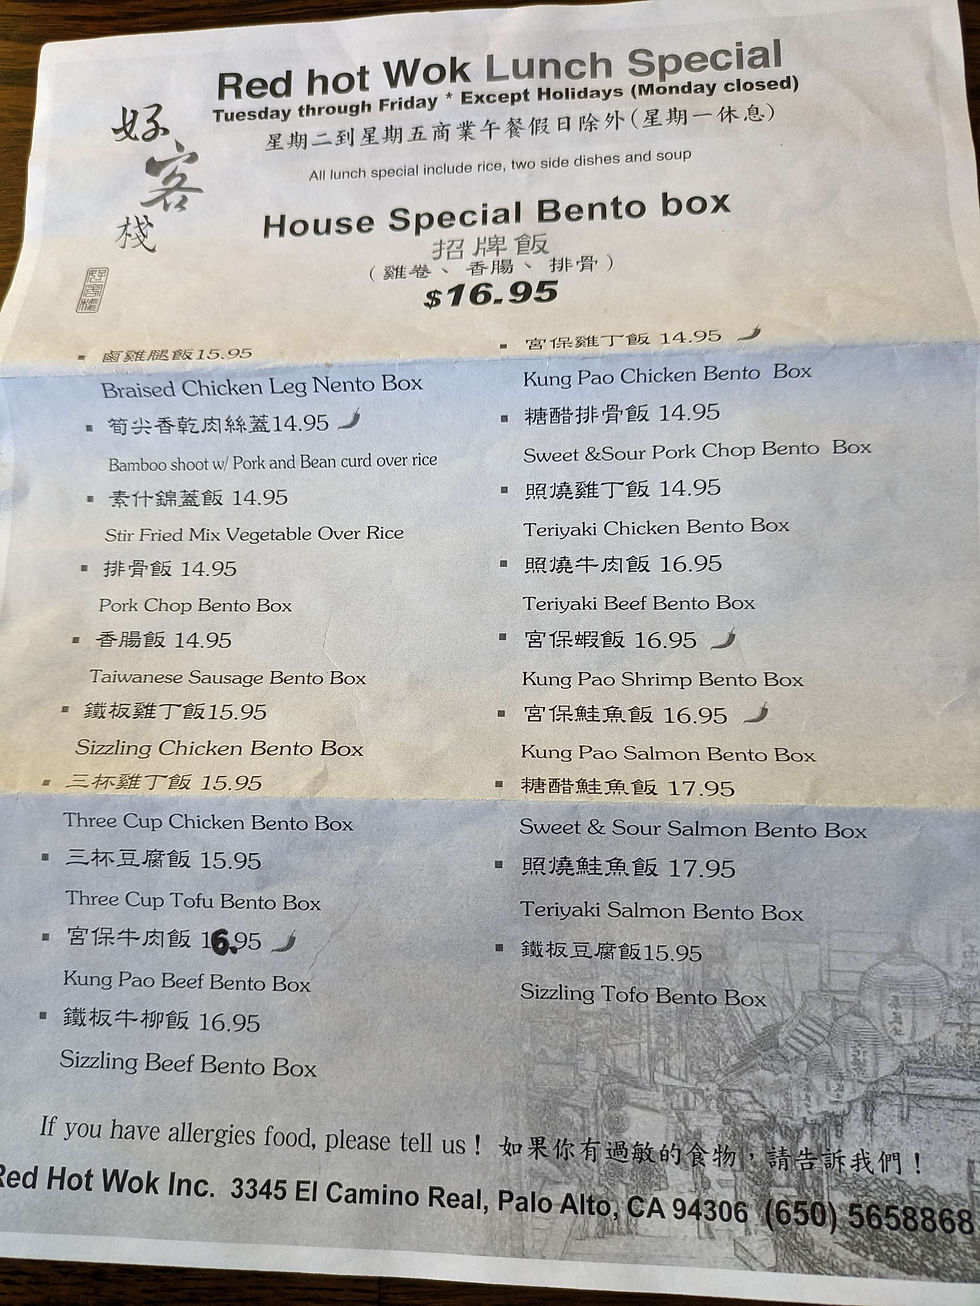 Red hot Wok Lunch Special
Tuesday through Friday * Except Holidays (Monday closed)
星期二到星期五商業午餐假日除外(星期一休息)
All lunch special include rice, two side dishes and soup
好
客
棧
House Special Bento box
招牌飯
（雞卷、香腸、排骨）
$16.95
▪ 鹵雞腿飯15.95
Braised Chicken Leg Nento Box
▪ 筍尖香乾肉絲蓋14.95
Bamboo shoot w/ Pork and Bean curd over rice
▪ 素什錦蓋飯 14.95
Stir Fried Mix Vegetable Over Rice
▪ 排骨飯 14.95
Pork Chop Bento Box
▪ 香腸飯 14.95
Taiwanese Sausage Bento Box
▪ 鐵板雞丁飯15.95
Sizzling Chicken Bento Box
▪ 三杯雞丁飯 15.95
Three Cup Chicken Bento Box
▪ 三杯豆腐飯 15.95
Three Cup Tofu Bento Box
▪ 宮保牛肉飯 16.95
Kung Pao Beef Bento Box
▪ 鐵板牛柳飯 16.95
Sizzling Beef Bento Box
▪ 宮保雞丁飯 14.95
Kung Pao Chicken Bento Box
▪ 糖醋排骨飯 14.95
Sweet &Sour Pork Chop Bento Box
▪ 照燒雞丁飯 14.95
Teriyaki Chicken Bento Box
▪ 照燒牛肉飯 16.95
Teriyaki Beef Bento Box
▪ 宮保蝦飯 16.95
Kung Pao Shrimp Bento Box
▪ 宮保鮭魚飯 16.95
Kung Pao Salmon Bento Box
▪ 糖醋鮭魚飯 17.95
Sweet & Sour Salmon Bento Box
▪ 照燒鮭魚飯 17.95
Teriyaki Salmon Bento Box
▪ 鐵板豆腐飯15.95
Sizzling Tofo Bento Box
If you have allergies food, please tell us！ 如果你有過敏的食物，請告訴我們！
Red Hot Wok Inc. 3345 El Camino Real, Palo Alto, CA 94306 (650) 5658868